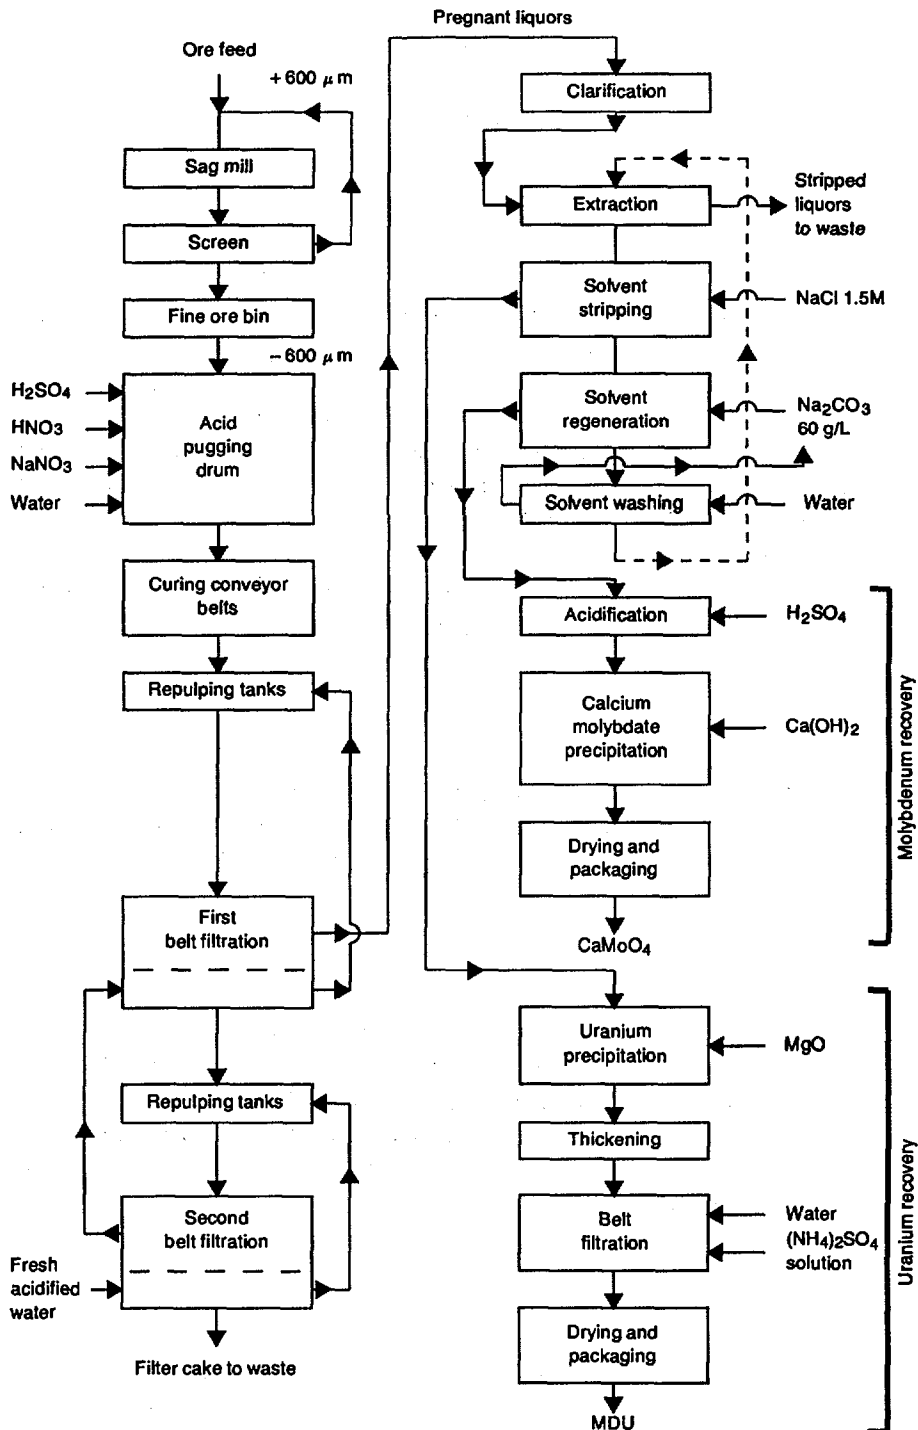 Pregnant liquors
Ore feed
+ 600 μ m
Sag mill
Screen
Fine ore bin
– 600 μ m
H2SO4
HNO3
NaNO3
Water
Acid
pugging
drum
Curing conveyor
belts
Repulping tanks
First
belt filtration
Repulping tanks
Second
belt filtration
Fresh
acidified
water
Filter cake to waste
Clarification
Extraction
Stripped
liquors
to waste
Solvent
stripping
NaCl 1.5M
Solvent
regeneration
Na2CO3
60 g/L
Solvent washing
Water
Acidification
H2SO4
Calcium
molybdate
precipitation
Ca(OH)2
Drying and
packaging
CaMoO4
Molybdenum recovery
Uranium
precipitation
MgO
Thickening
Belt
filtration
Water
(NH4)2SO4
solution
Drying and
packaging
MDU
Uranium recovery